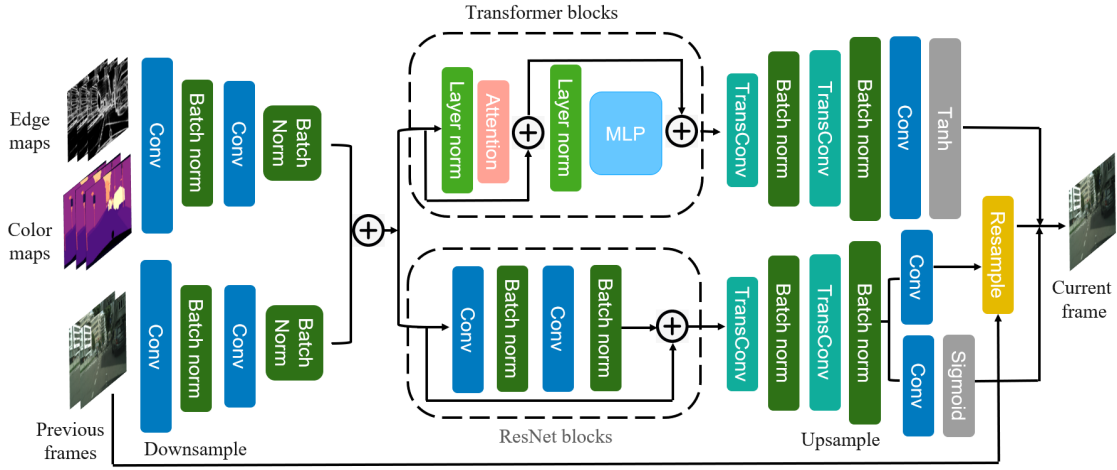 Transformer blocks
Edge
maps
Color
maps
Previous
frames
Conv
Batch norm
Conv
Batch
Norm
Conv
Batch norm
Conv
Batch
Norm
Downsample
Layer norm
Attention
Layer norm
MLP
Conv
Batch norm
Conv
Batch norm
ResNet blocks
TransConv
Batch norm
TransConv
Batch norm
Conv
Tanh
TransConv
Batch norm
TransConv
Batch norm
Conv
Conv
Sigmoid
Upsample
Resample
Current
frame